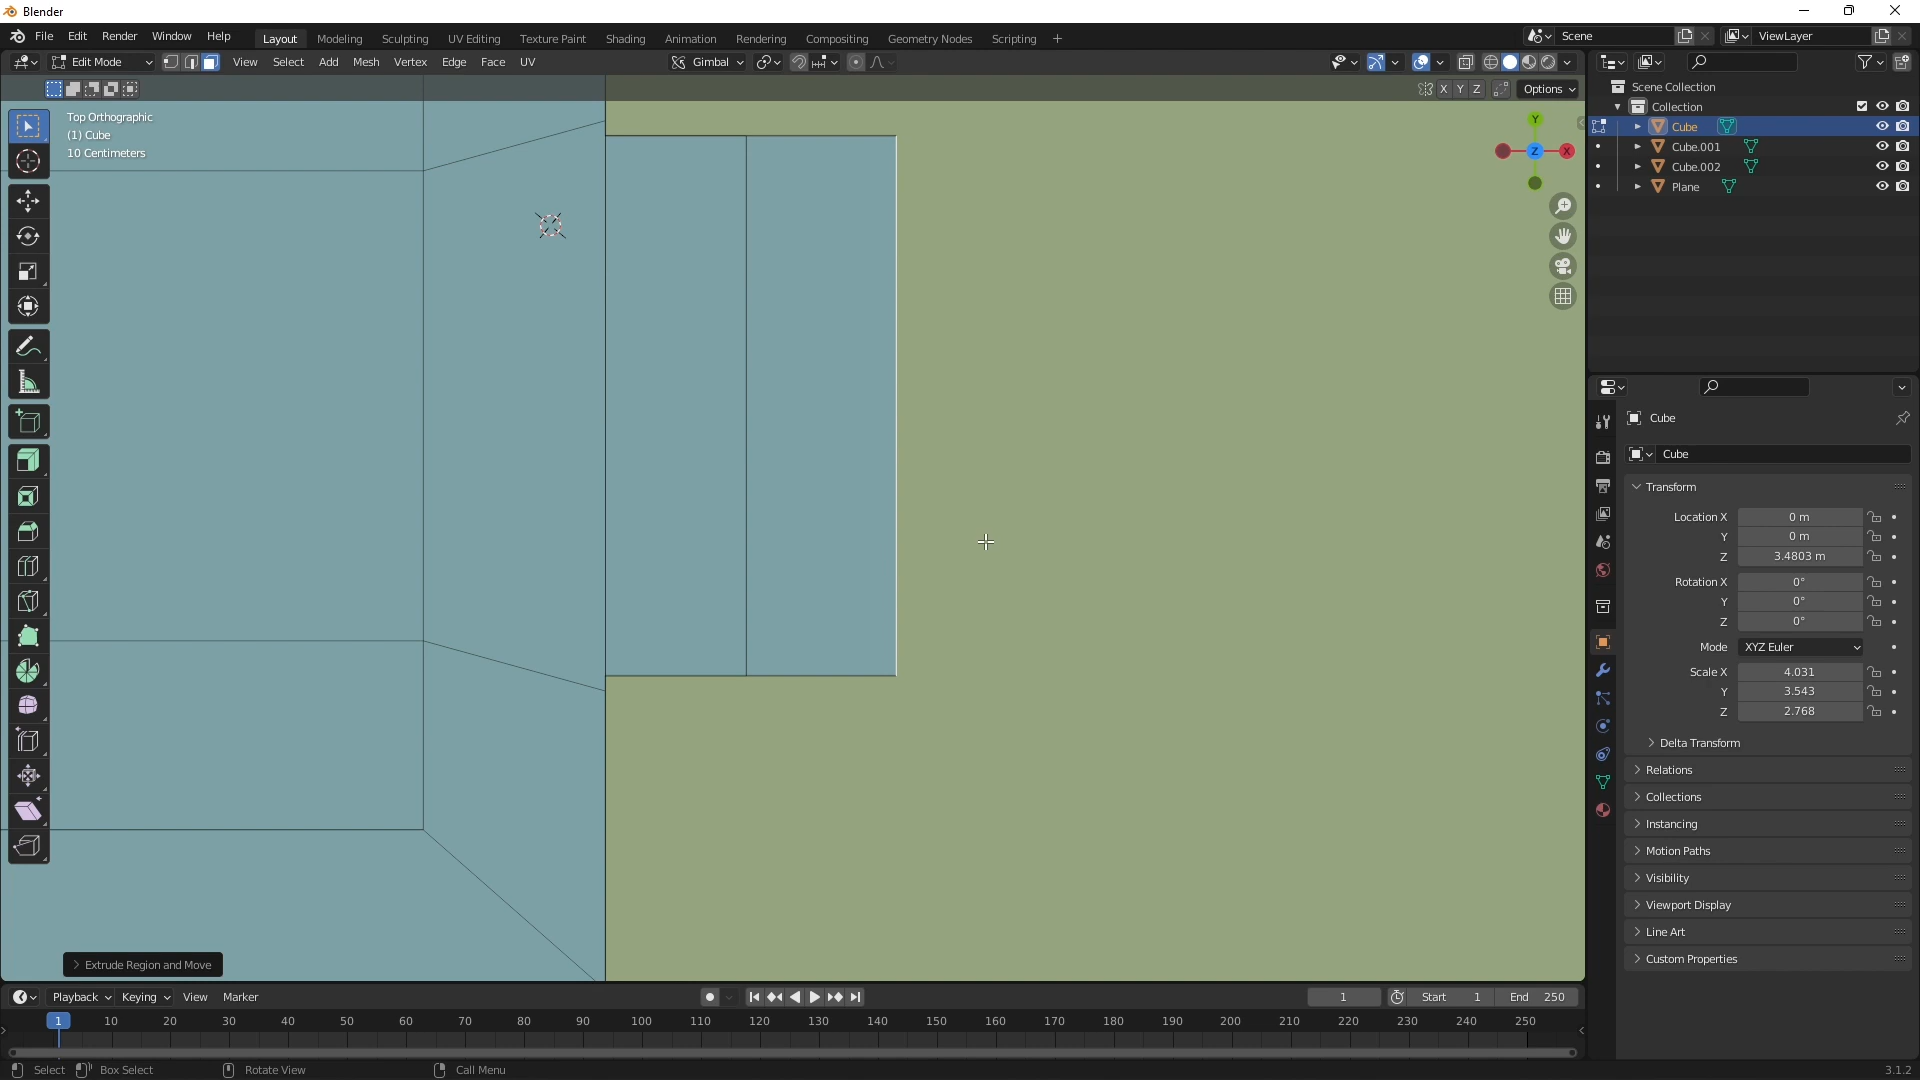 Blender
File Edit Render Window Help Layout Modeling Sculpting UV Editing Texture Paint Shading Animation Rendering Compositing Geometry Nodes Scripting + Scene ViewLayer
Edit Mode View Select Add Mesh Vertex Edge Face UV Gimbal
X Y Z Options
Top Orthographic
(1) Cube
10 Centimeters
Y
Z X
Scene Collection
Collection
Cube
Cube.001
Cube.002
Plane
Cube
Cube
Transform
Location X 0 m
Y 0 m
Z 3.4803 m
Rotation X 0°
Y 0°
Z 0°
Mode XYZ Euler
Scale X 4.031
Y 3.543
Z 2.768
Delta Transform
Relations
Collections
Instancing
Motion Paths
Visibility
Viewport Display
Line Art
Custom Properties
Extrude Region and Move
Playback Keying View Marker 1 Start 1 End 250
1 10 20 30 40 50 60 70 80 90 100 110 120 130 140 150 160 170 180 190 200 210 220 230 240 250
Select Box Select Rotate View Call Menu 3.1.2